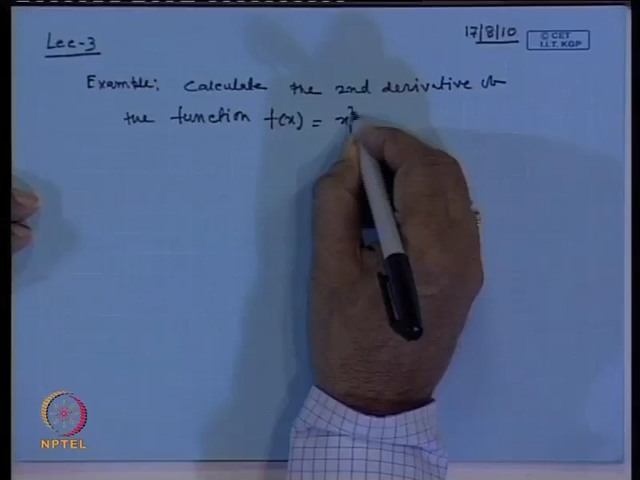 Lec-3
17/8/10
© CET
I.I.T. KGP
Example: Calculate the 2nd derivative of
the function f(x) = x
NPTEL